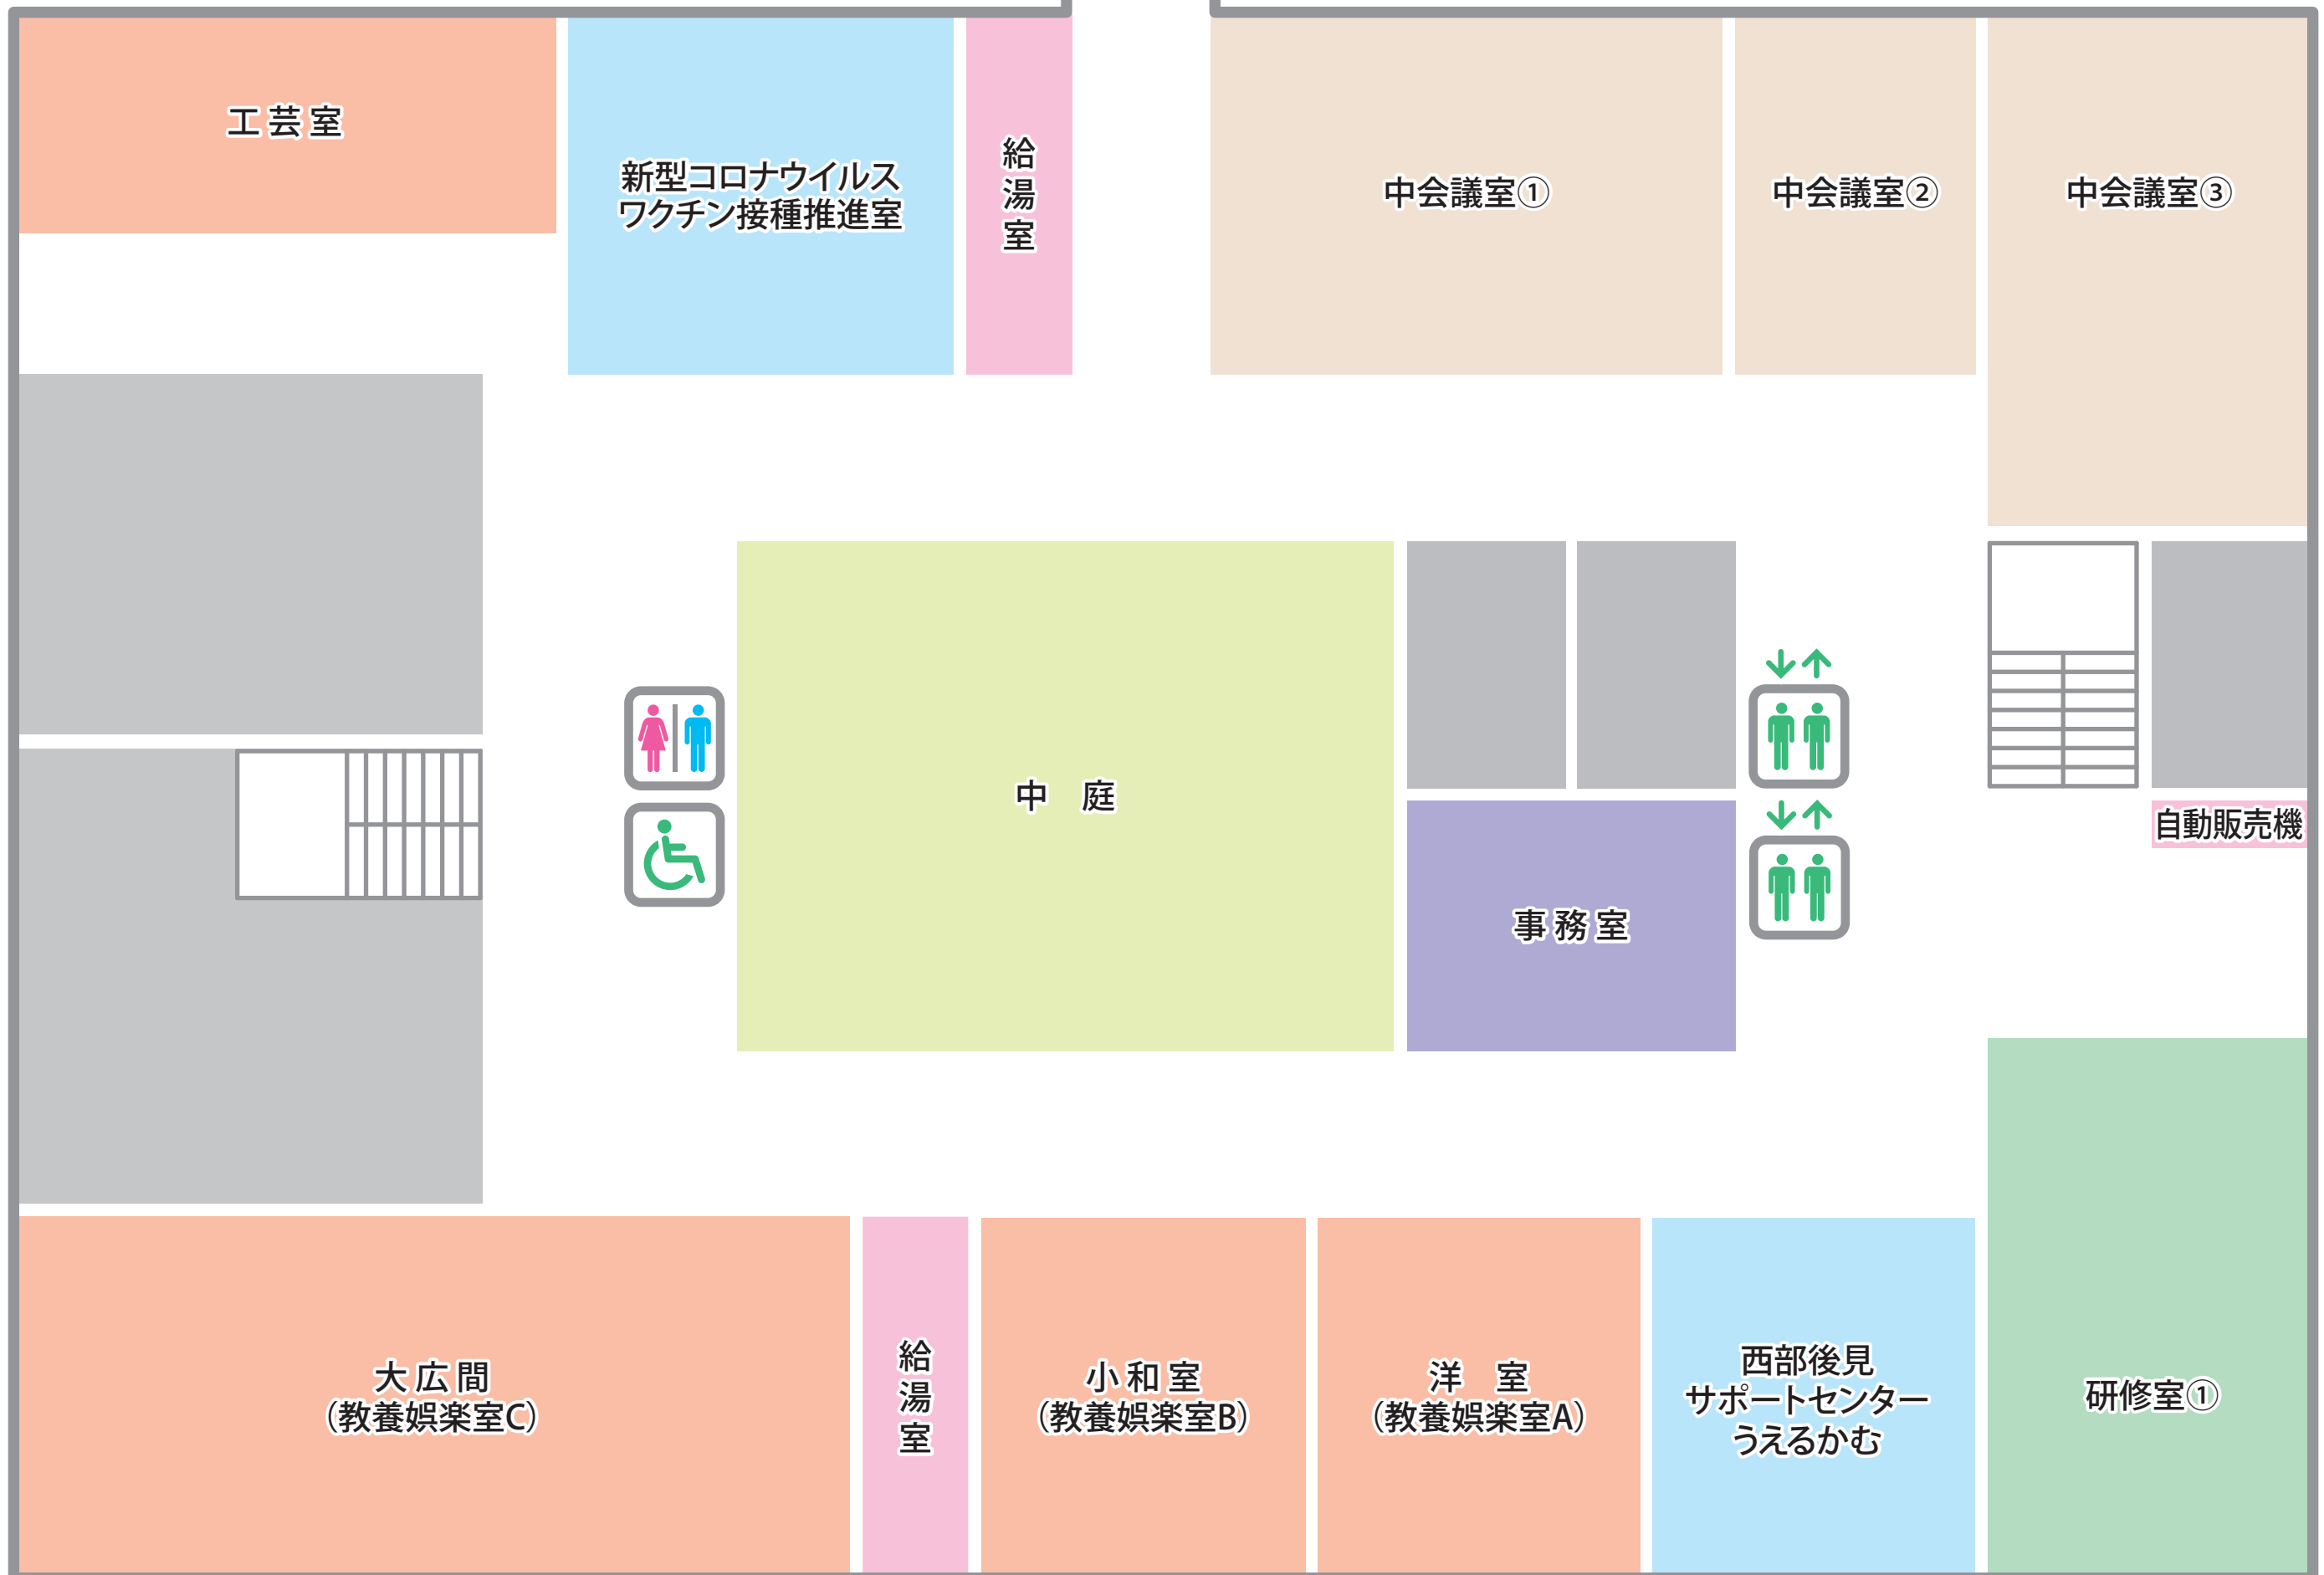 工芸室
新型コロナウイルス
ワクチン接種推進室
給湯室
中会議室①
中会議室②
中会議室③
中　庭
事務室
自動販売機
大広間
（教養娯楽室C）
給湯室
小和室
（教養娯楽室B）
洋　室
（教養娯楽室A）
西部後見
サポートセンター
うえるかむ
研修室①